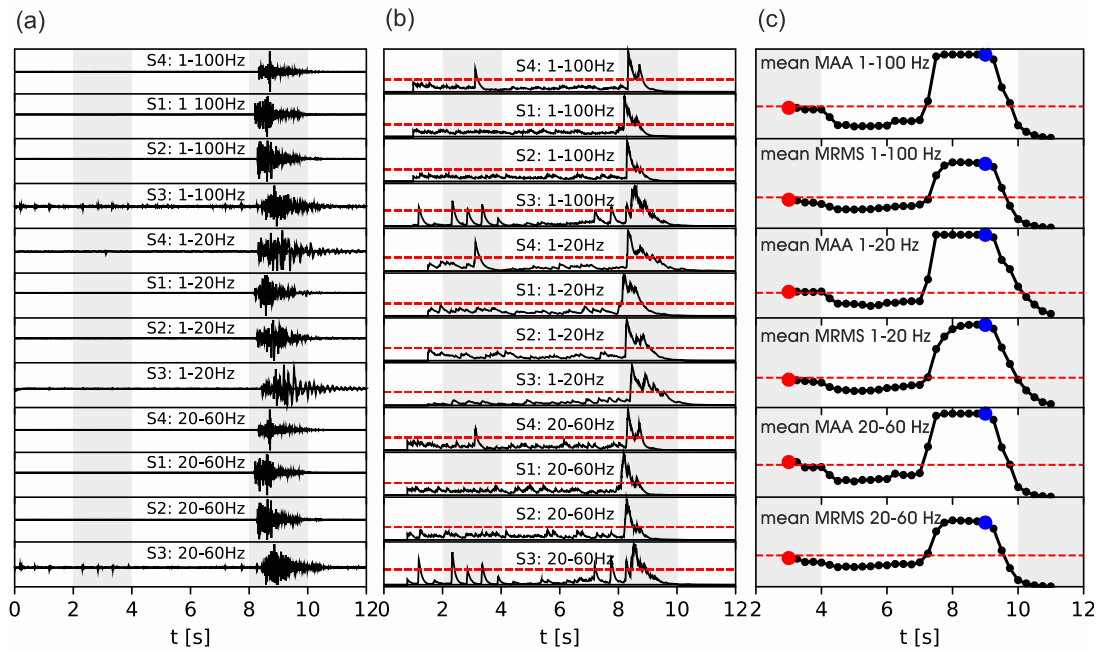 (a)
S4: 1-100Hz
S1: 1 100Hz
S2: 1-100Hz
S3: 1-100Hz
S4: 1-20Hz
S1: 1-20Hz
S2: 1-20Hz
S3: 1-20Hz
S4: 20-60Hz
S1: 20-60Hz
S2: 20-60Hz
S3: 20-60Hz
0 2 4 6 8 10 12
t [s]
(b)
S4: 1-100Hz
S1: 1-100Hz
S2: 1-100Hz
S3: 1-100Hz
S4: 1-20Hz
S1: 1-20Hz
S2: 1-20Hz
S3: 1-20Hz
S4: 20-60Hz
S1: 20-60Hz
S2: 20-60Hz
S3: 20-60Hz
0 2 4 6 8 10 12
t [s]
(c)
mean MAA 1-100 Hz
mean MRMS 1-100 Hz
mean MAA 1-20 Hz
mean MRMS 1-20 Hz
mean MAA 20-60 Hz
mean MRMS 20-60 Hz
2 4 6 8 10 12
t [s]